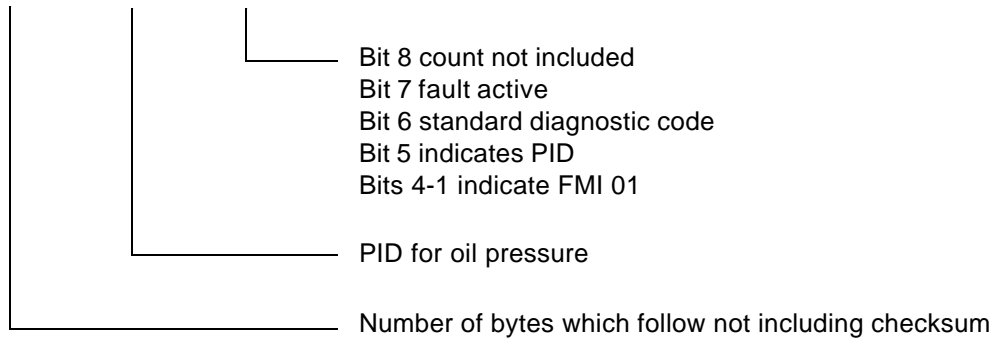 Bit 8 count not included
Bit 7 fault active
Bit 6 standard diagnostic code
Bit 5 indicates PID
Bits 4-1 indicate FMI 01
PID for oil pressure
Number of bytes which follow not including checksum